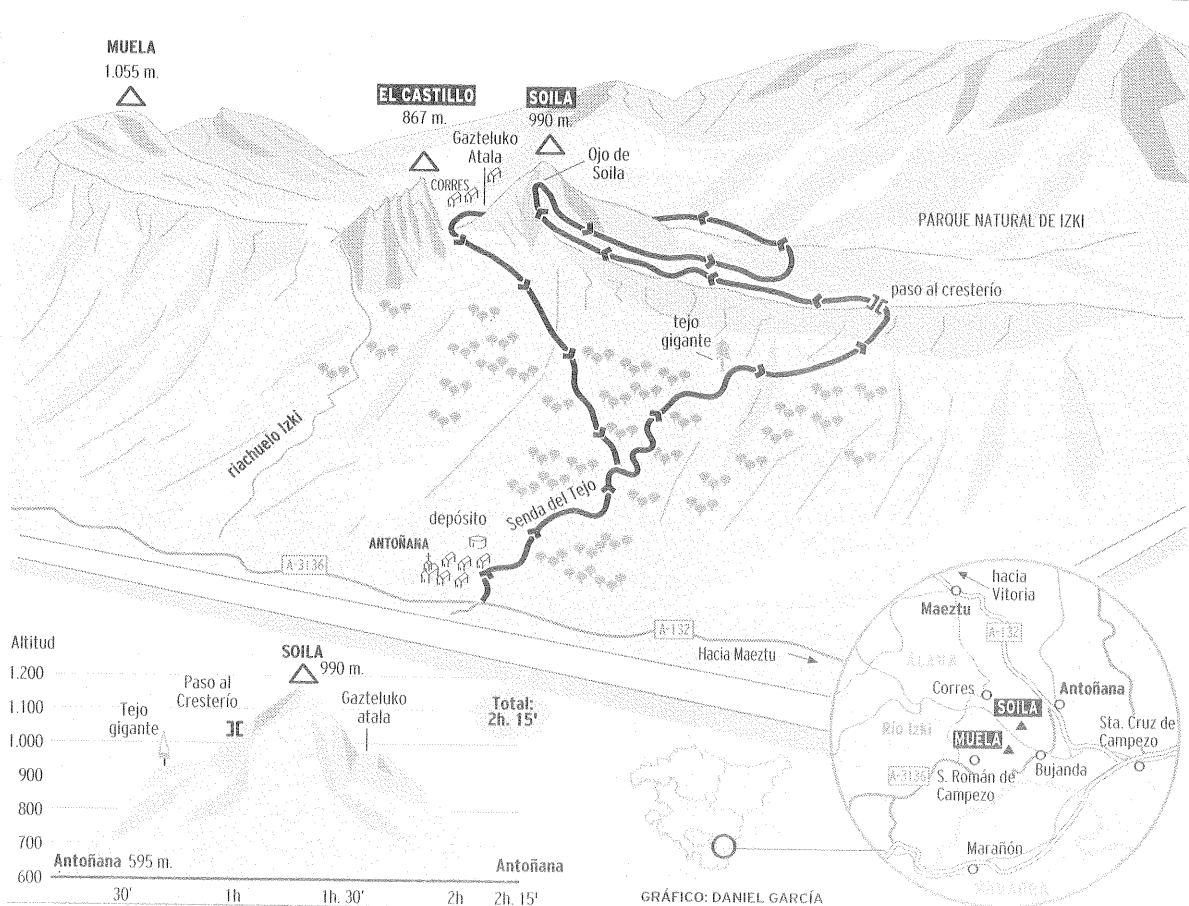 MUELA
1.055 m.
EL CASTILLO
867 m.
SOILA
990 m.
Gazteluko
Atala
CORRES
Ojo de
Soila
PARQUE NATURAL DE IZKI
paso al cresterío
tejo
gigante
riachuelo Izki
Senda del Tejo
depósito
ANTOÑANA
A-3136
A-132
Hacia Maeztu
Altitud
1.200
1.100
1.000
900
800
700
600
SOILA
990 m.
Paso al
Cresterío
Tejo
gigante
Gazteluko
atala
Total:
2h. 15'
Antoñana 595 m.
Antoñana
30'
1h
1h. 30'
2h
2h. 15'
hacia
Vitoria
Maeztu
A-132
ÁLAVA
Corres
Antoñana
SOILA
Río Izki
MUELA
Sta. Cruz de
Campezo
A-3136
S. Román de
Campezo
Bujanda
Marañón
NAVARRA
GRÁFICO: DANIEL GARCÍA